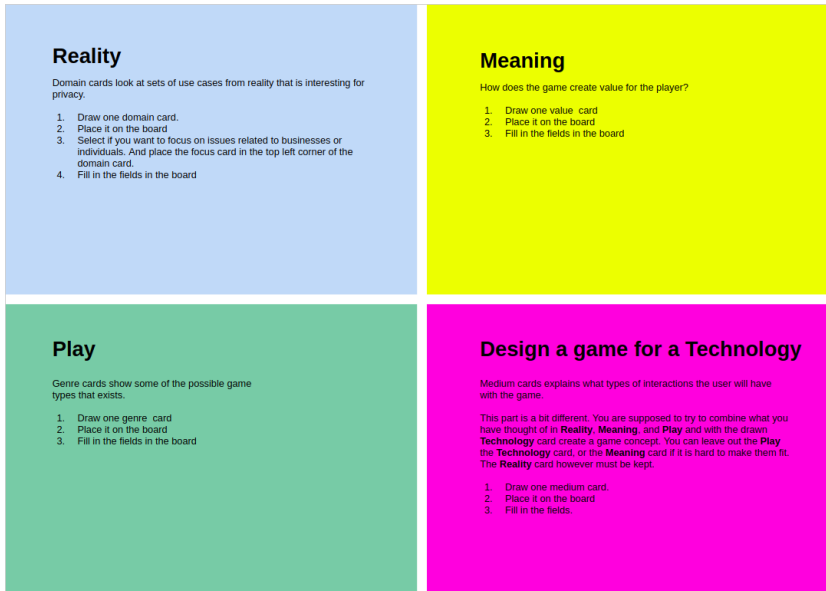 Reality
Domain cards look at sets of use cases from reality that is interesting for
privacy.
1. Draw one domain card.
2. Place it on the board
3. Select if you want to focus on issues related to businesses or
individuals. And place the focus card in the top left corner of the
domain card.
4. Fill in the fields in the board
Meaning
How does the game create value for the player?
1. Draw one value card
2. Place it on the board
3. Fill in the fields in the board
Play
Genre cards show some of the possible game
types that exists.
1. Draw one genre card
2. Place it on the board
3. Fill in the fields in the board
Design a game for a Technology
Medium cards explains what types of interactions the user will have
with the game.
This part is a bit different. You are supposed to try to combine what you
have thought of in Reality, Meaning, and Play and with the drawn
Technology card create a game concept. You can leave out the Play
the Technology card, or the Meaning card if it is hard to make them fit.
The Reality card however must be kept.
1. Draw one medium card.
2. Place it on the board
3. Fill in the fields.